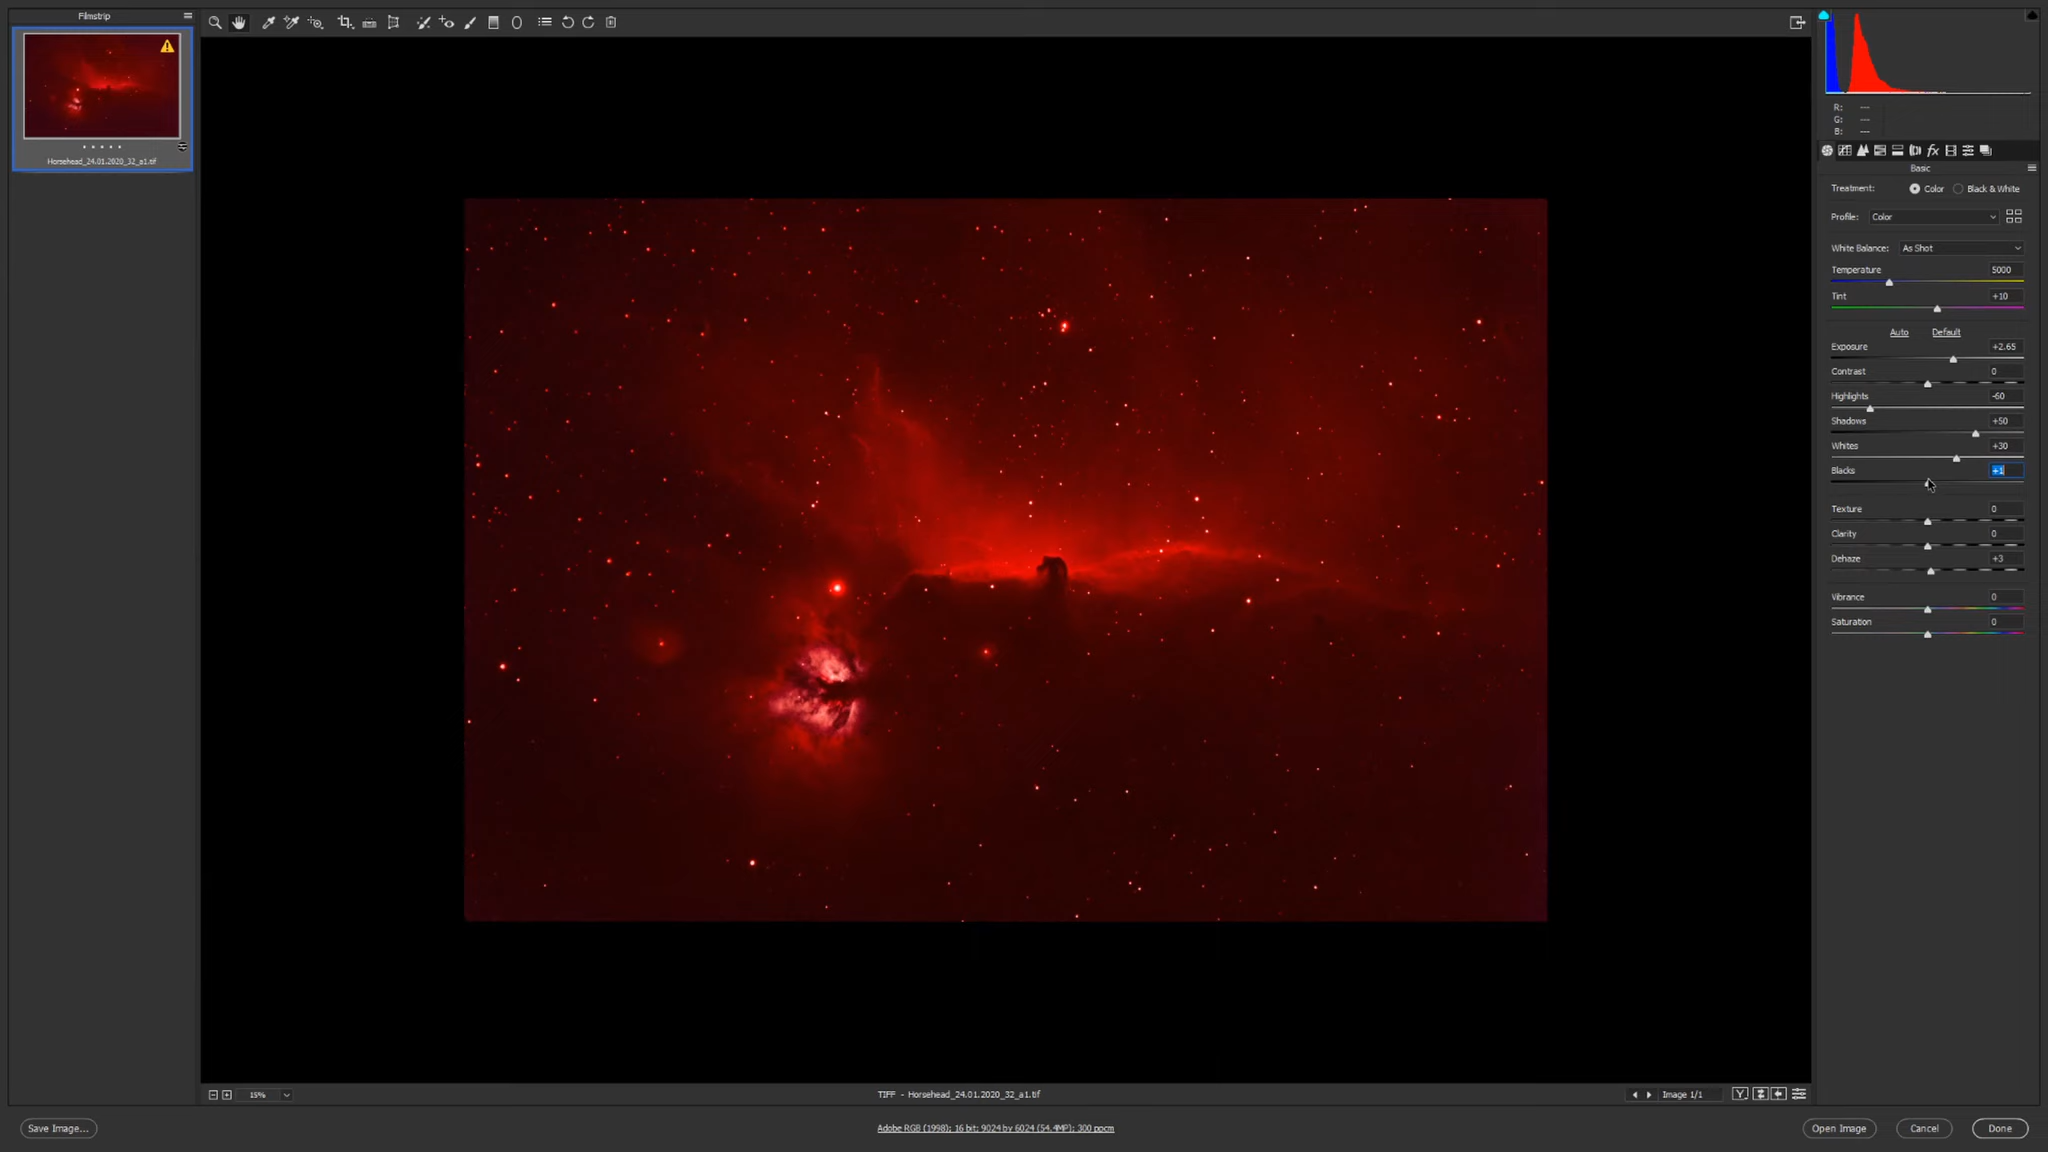 Filmstrip
Horsehead_24.01.2020_32_a1.tif
R: ---
G: ---
B: ---
fx
Basic
Treatment: Color Black & White
Profile: Color
White Balance: As Shot
Temperature 5000
Tint +10
Auto Default
Exposure +2.65
Contrast 0
Highlights -60
Shadows +50
Whites +30
Blacks +1
Texture 0
Clarity 0
Dehaze +3
Vibrance 0
Saturation 0
15% TIFF - Horsehead_24.01.2020_32_a1.tif Image 1/1 Y
Save Image... Adobe RGB (1998); 16 bit; 9024 by 6024 (54.4MP); 300 ppcm Open Image Cancel Done